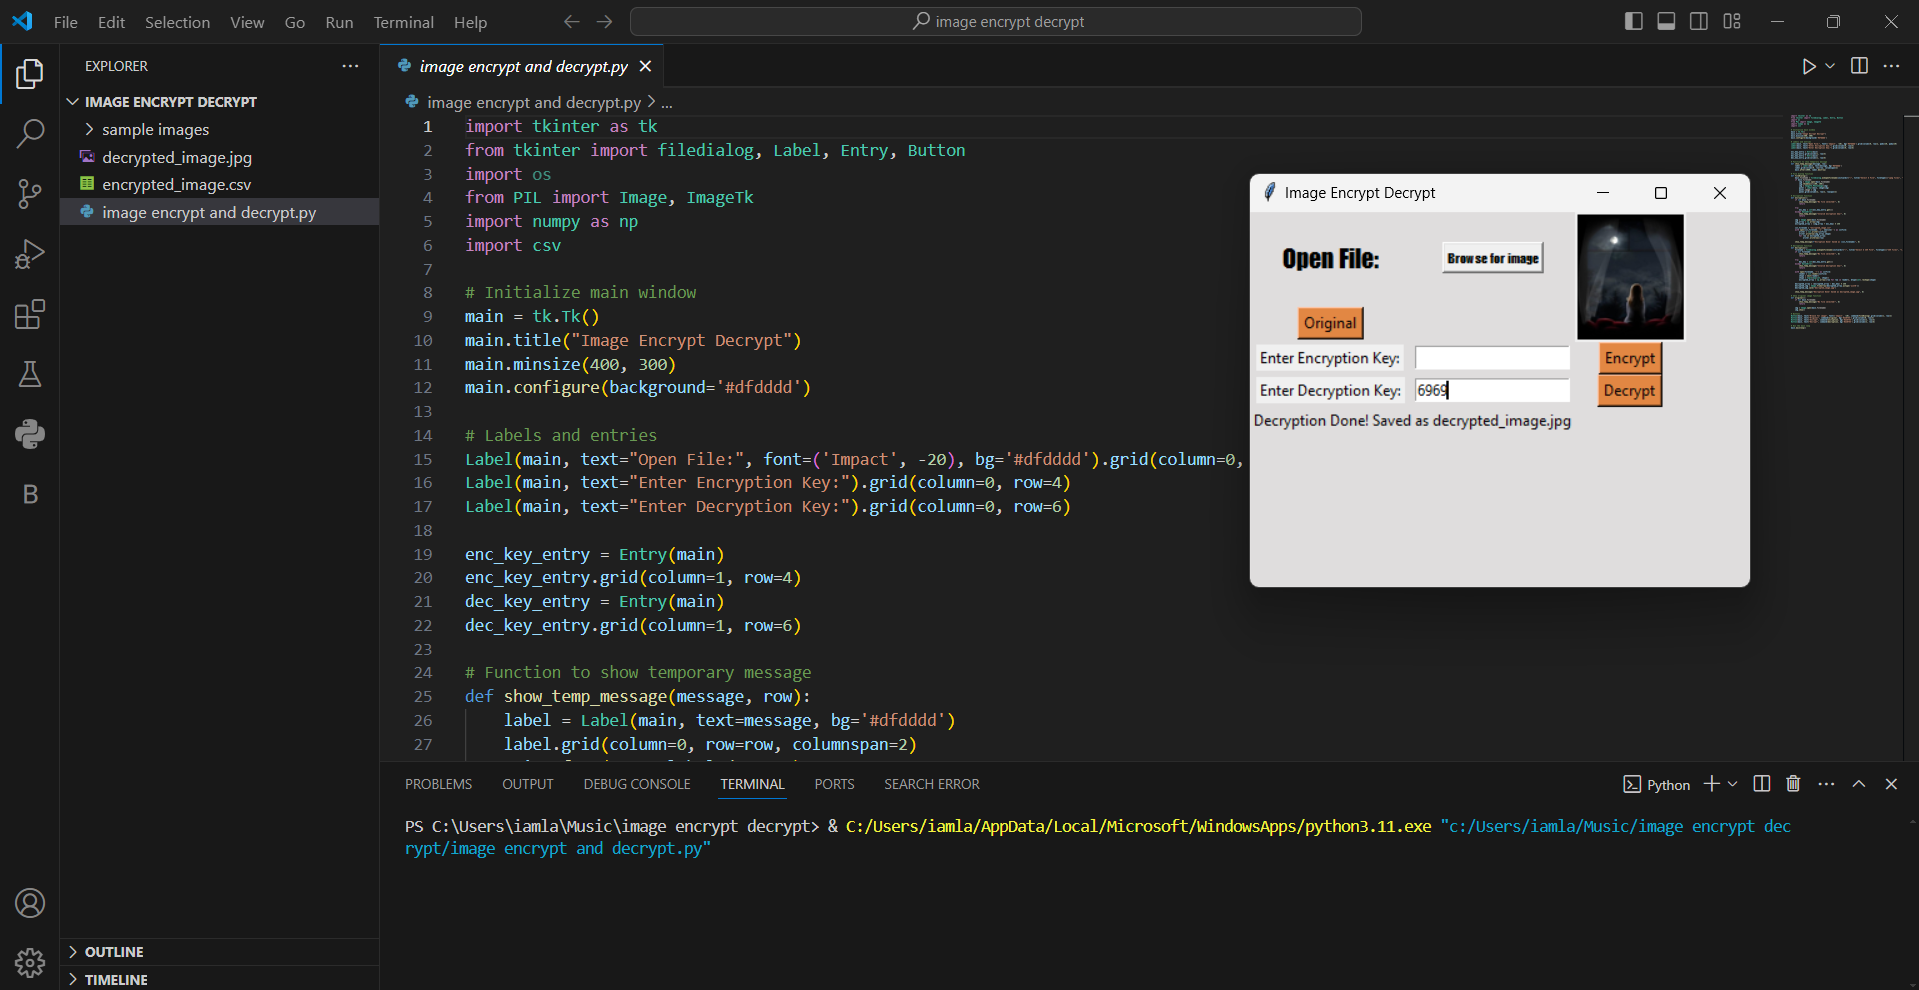 File Edit Selection View Go Run Terminal Help
image encrypt decrypt
EXPLORER
IMAGE ENCRYPT DECRYPT
sample images
decrypted_image.jpg
encrypted_image.csv
image encrypt and decrypt.py
OUTLINE
TIMELINE
B
image encrypt and decrypt.py
image encrypt and decrypt.py > ...
1 import tkinter as tk
2 from tkinter import filedialog, Label, Entry, Button
3 import os
4 from PIL import Image, ImageTk
5 import numpy as np
6 import csv
7
8 # Initialize main window
9 main = tk.Tk()
10 main.title("Image Encrypt Decrypt")
11 main.minsize(400, 300)
12 main.configure(background='#dfdddd')
13
14 # Labels and entries
15 Label(main, text="Open File:", font=('Impact', -20), bg='#dfdddd').grid(column=0,
16 Label(main, text="Enter Encryption Key:").grid(column=0, row=4)
17 Label(main, text="Enter Decryption Key:").grid(column=0, row=6)
18
19 enc_key_entry = Entry(main)
20 enc_key_entry.grid(column=1, row=4)
21 dec_key_entry = Entry(main)
22 dec_key_entry.grid(column=1, row=6)
23
24 # Function to show temporary message
25 def show_temp_message(message, row):
26 label = Label(main, text=message, bg='#dfdddd')
27 label.grid(column=0, row=row, columnspan=2)
Image Encrypt Decrypt
Open File:
Browse for image
Original
Enter Encryption Key:
Encrypt
Enter Decryption Key: 6969
Decrypt
Decryption Done! Saved as decrypted_image.jpg
PROBLEMS OUTPUT DEBUG CONSOLE TERMINAL PORTS SEARCH ERROR
Python
PS C:\Users\iamla\Music\image encrypt decrypt> & C:/Users/iamla/AppData/Local/Microsoft/WindowsApps/python3.11.exe "c:/Users/iamla/Music/image encrypt dec
rypt/image encrypt and decrypt.py"